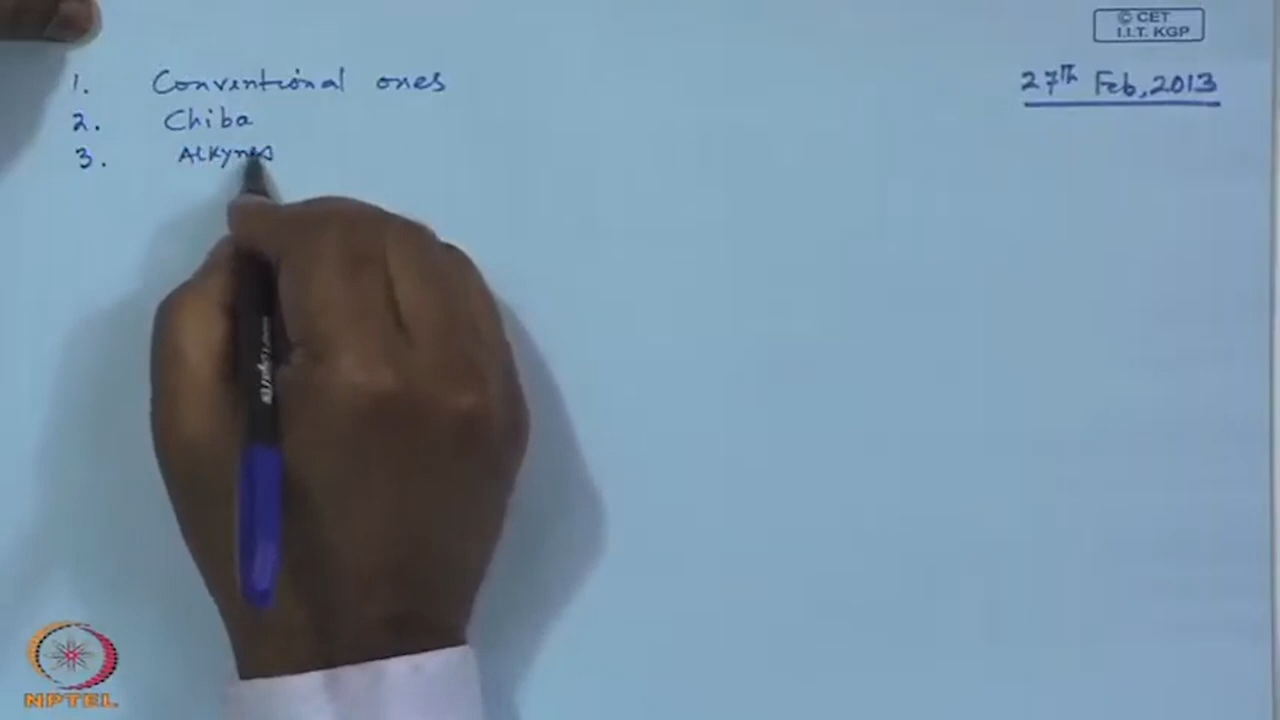 © CET
I.I.T. KGP
27th Feb, 2013
1. Conventional ones
2. Chiba
3. Alkynes
NPTEL